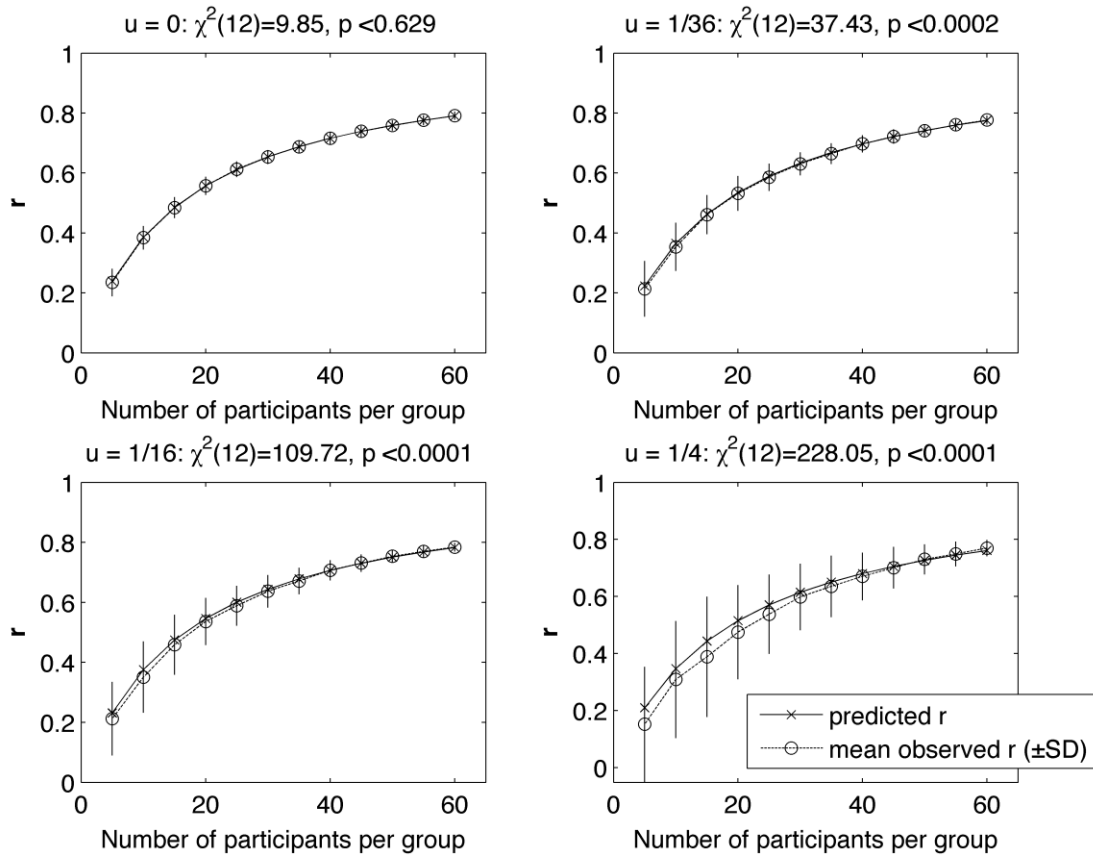 u = 0: χ²(12)=9.85, p <0.629
1
0.8
0.6
0.4
0.2
0
r
0 20 40 60
Number of participants per group
u = 1/36: χ²(12)=37.43, p <0.0002
1
0.8
0.6
0.4
0.2
0
r
0 20 40 60
Number of participants per group
u = 1/16: χ²(12)=109.72, p <0.0001
1
0.8
0.6
0.4
0.2
0
r
0 20 40 60
Number of participants per group
u = 1/4: χ²(12)=228.05, p <0.0001
1
0.8
0.6
0.4
0.2
0
r
0 20 40 60
Number of participants per group
predicted r
mean observed r (±SD)